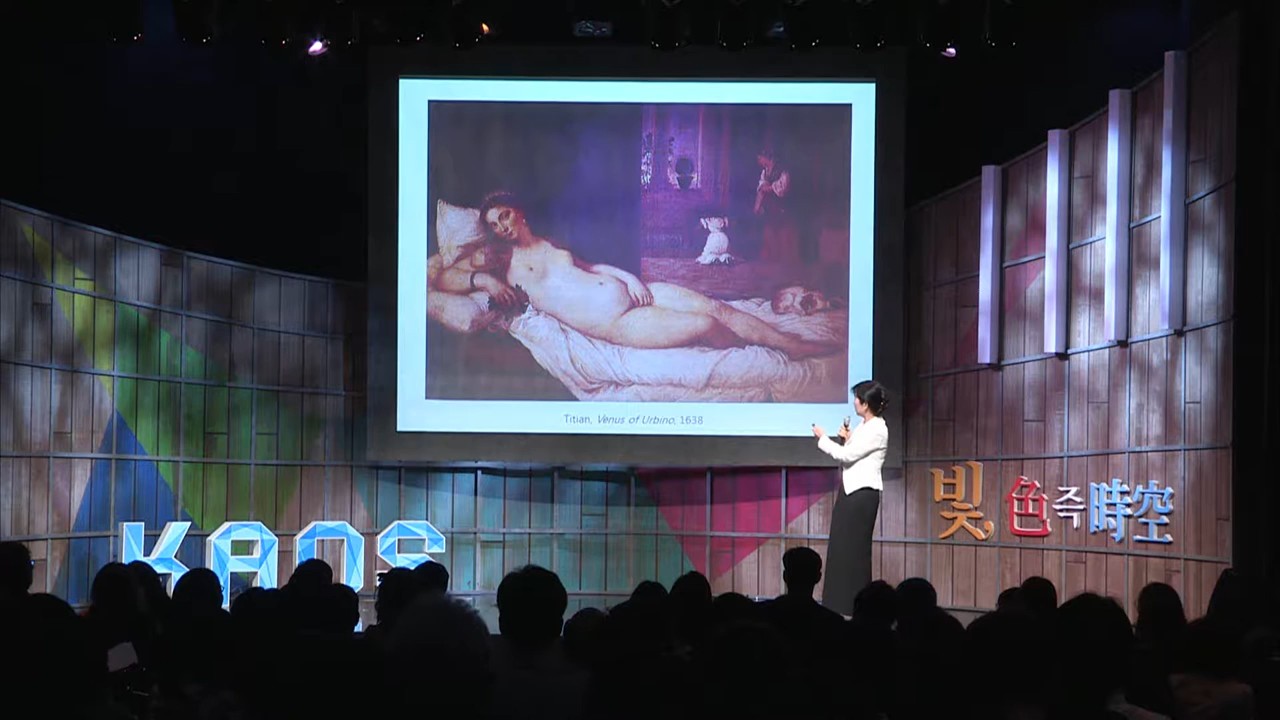 Titian, Venus of Urbino, 1638
빛, 色즉時空
KAOS